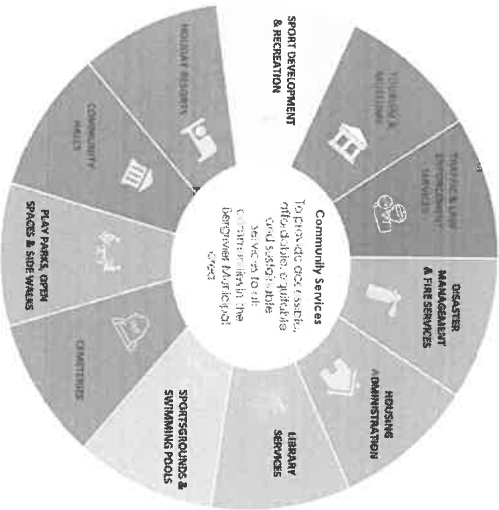 SPORT DEVELOPMENT
& RECREATION
TOURISM &
MUSEUMS
TRAFFIC & LAW
ENFORCEMENT
SERVICES
DISASTER
MANAGEMENT
& FIRE SERVICES
HOUSING
ADMINISTRATION
LIBRARY
SERVICES
SPORTSGROUNDS &
SWIMMING POOLS
CEMETERIES
PLAY PARKS, OPEN
SPACES & SIDE WALKS
COMMUNITY
HALLS
HOLIDAY RESORTS
Community Services
To provide accessible,
affordable, equitable
and sustainable
services to all
communities in the
Bergrivier Municipal
area